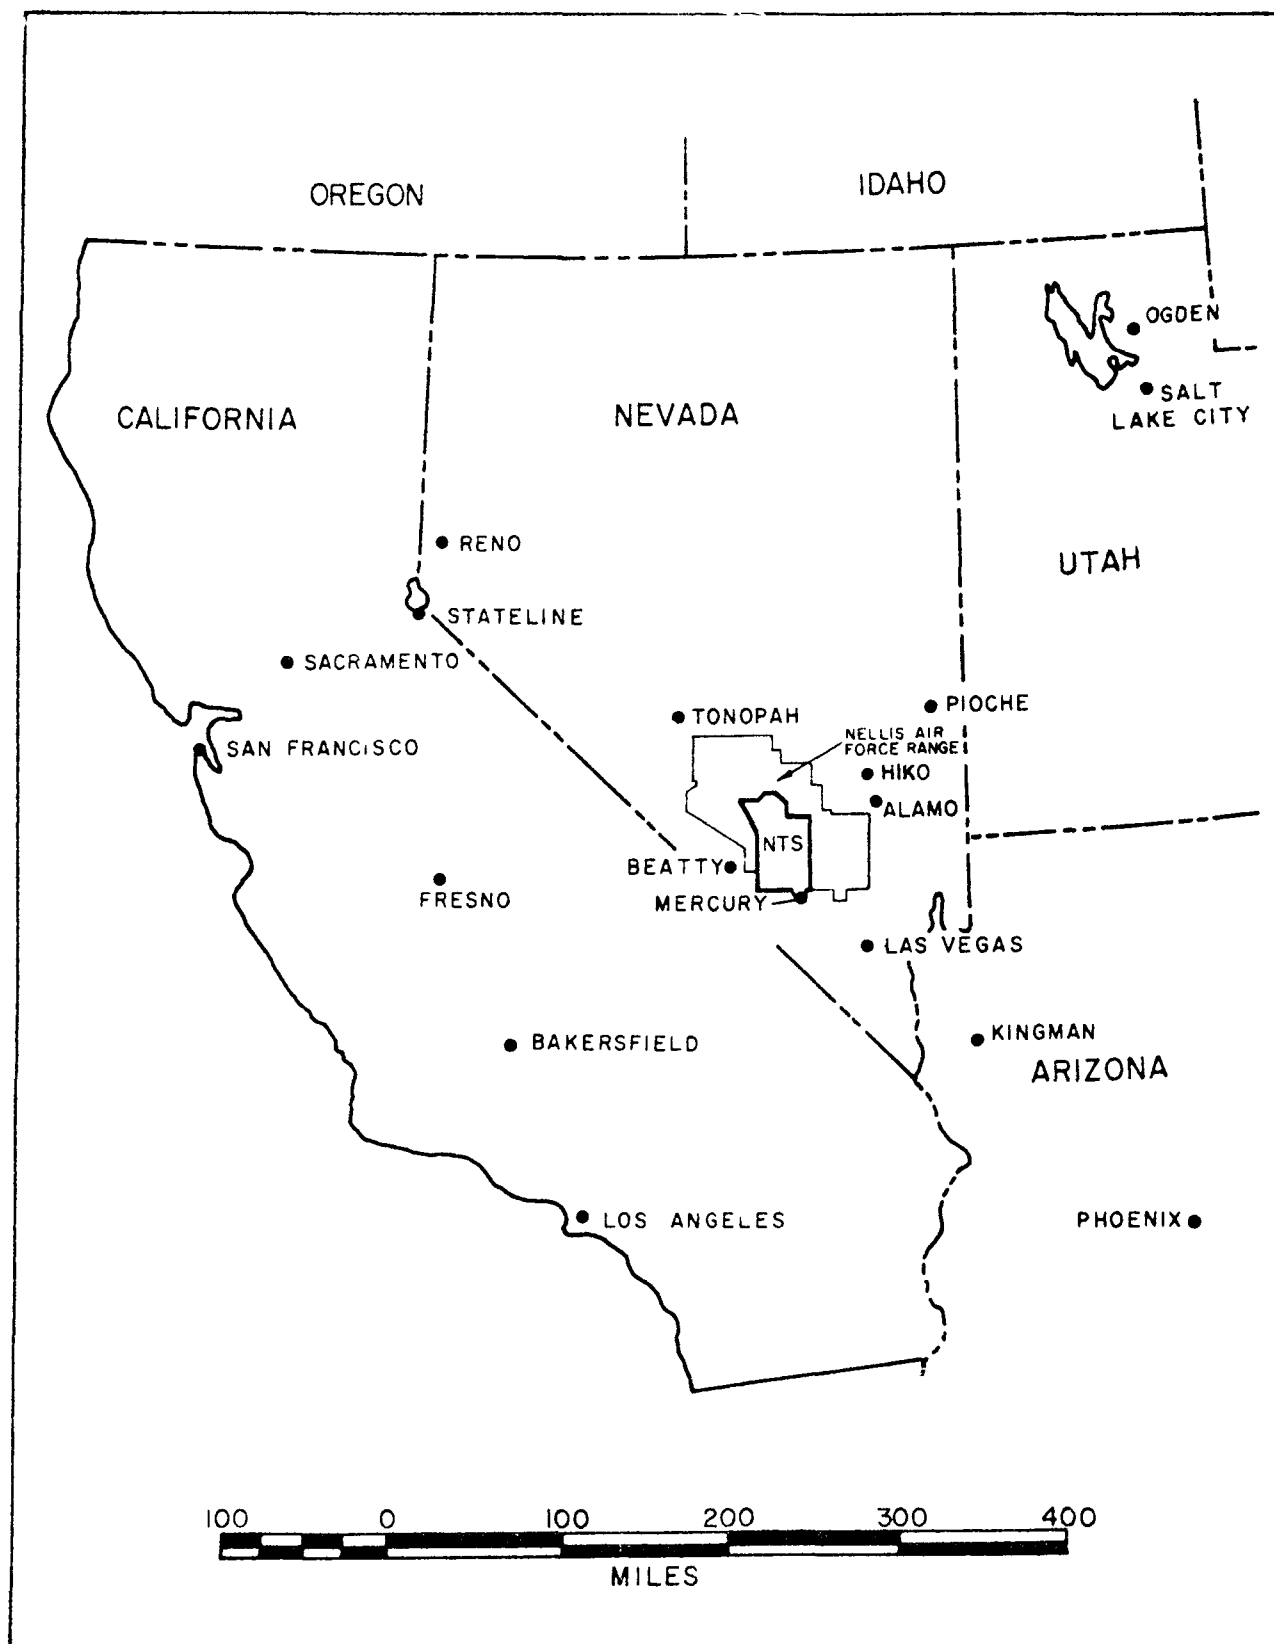 OREGON
IDAHO
OGDEN
SALT
LAKE CITY
CALIFORNIA
NEVADA
RENO
UTAH
STATELINE
SACRAMENTO
PIOCHE
TONOPAH
NELLIS AIR
FORCE RANGE
SAN FRANCISCO
HIKO
ALAMO
NTS
BEATTY
FRESNO
MERCURY
LAS VEGAS
BAKERSFIELD
KINGMAN
ARIZONA
LOS ANGELES
PHOENIX
100 0 100 200 300 400
MILES